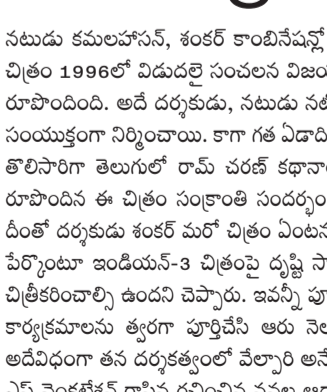 నటుడు కమలహాసన్, శంకర్ కాంబినేషన్లో
చిత్రం 1996లో విడుదలై సంచలన విజయ
రూపొందింది. అదే దర్శకుడు, నటుడు నటి
సంయుక్తంగా నిర్మించాయి. కాగా గత ఏడాది
తొలిసారిగా తెలుగులో రామ్ చరణ్ కథానా
రూపొందిన ఈ చిత్రం సంక్రాంతి సందర్భం
దీంతో దర్శకుడు శంకర్ మరో చిత్రం ఏంటన
పేర్కొంటూ ఇండియన్-3 చిత్రంపై దృష్టి సా
చిత్రీకరించాల్సి ఉందని చెప్పారు. ఇవన్నీ పూ
కార్యక్రమాలను త్వరగా పూర్తిచేసి ఆరు నెల
అదేవిధంగా తన దర్శకత్వంలో వేల్పారి అనే